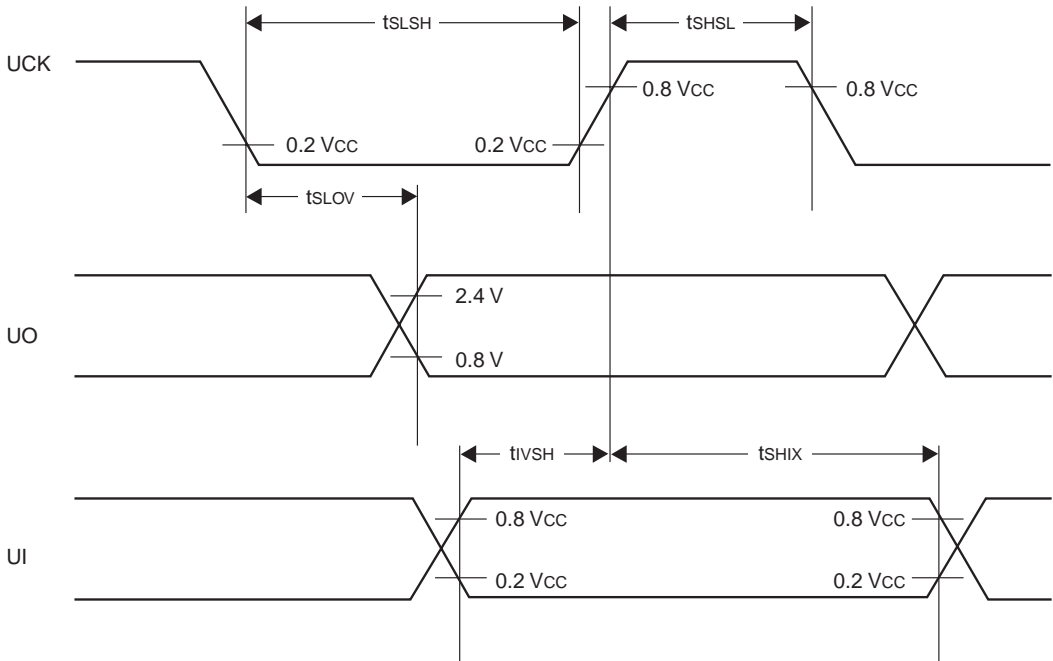 tSLSH
tSHSL
UCK
0.8 VCC
0.8 VCC
0.2 VCC
0.2 VCC
tSLOV
2.4 V
UO
0.8 V
tIVSH
tSHIX
0.8 VCC
0.8 VCC
UI
0.2 VCC
0.2 VCC